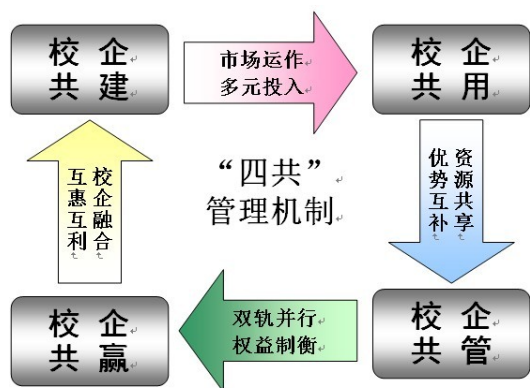 校 企
共 建
市场运作
多元投入
校 企
共 用
资源共享
优势互补
“四共”
管理机制
校企融合
互惠互利
校 企
共 赢
双轨并行
权益制衡
校 企
共 管